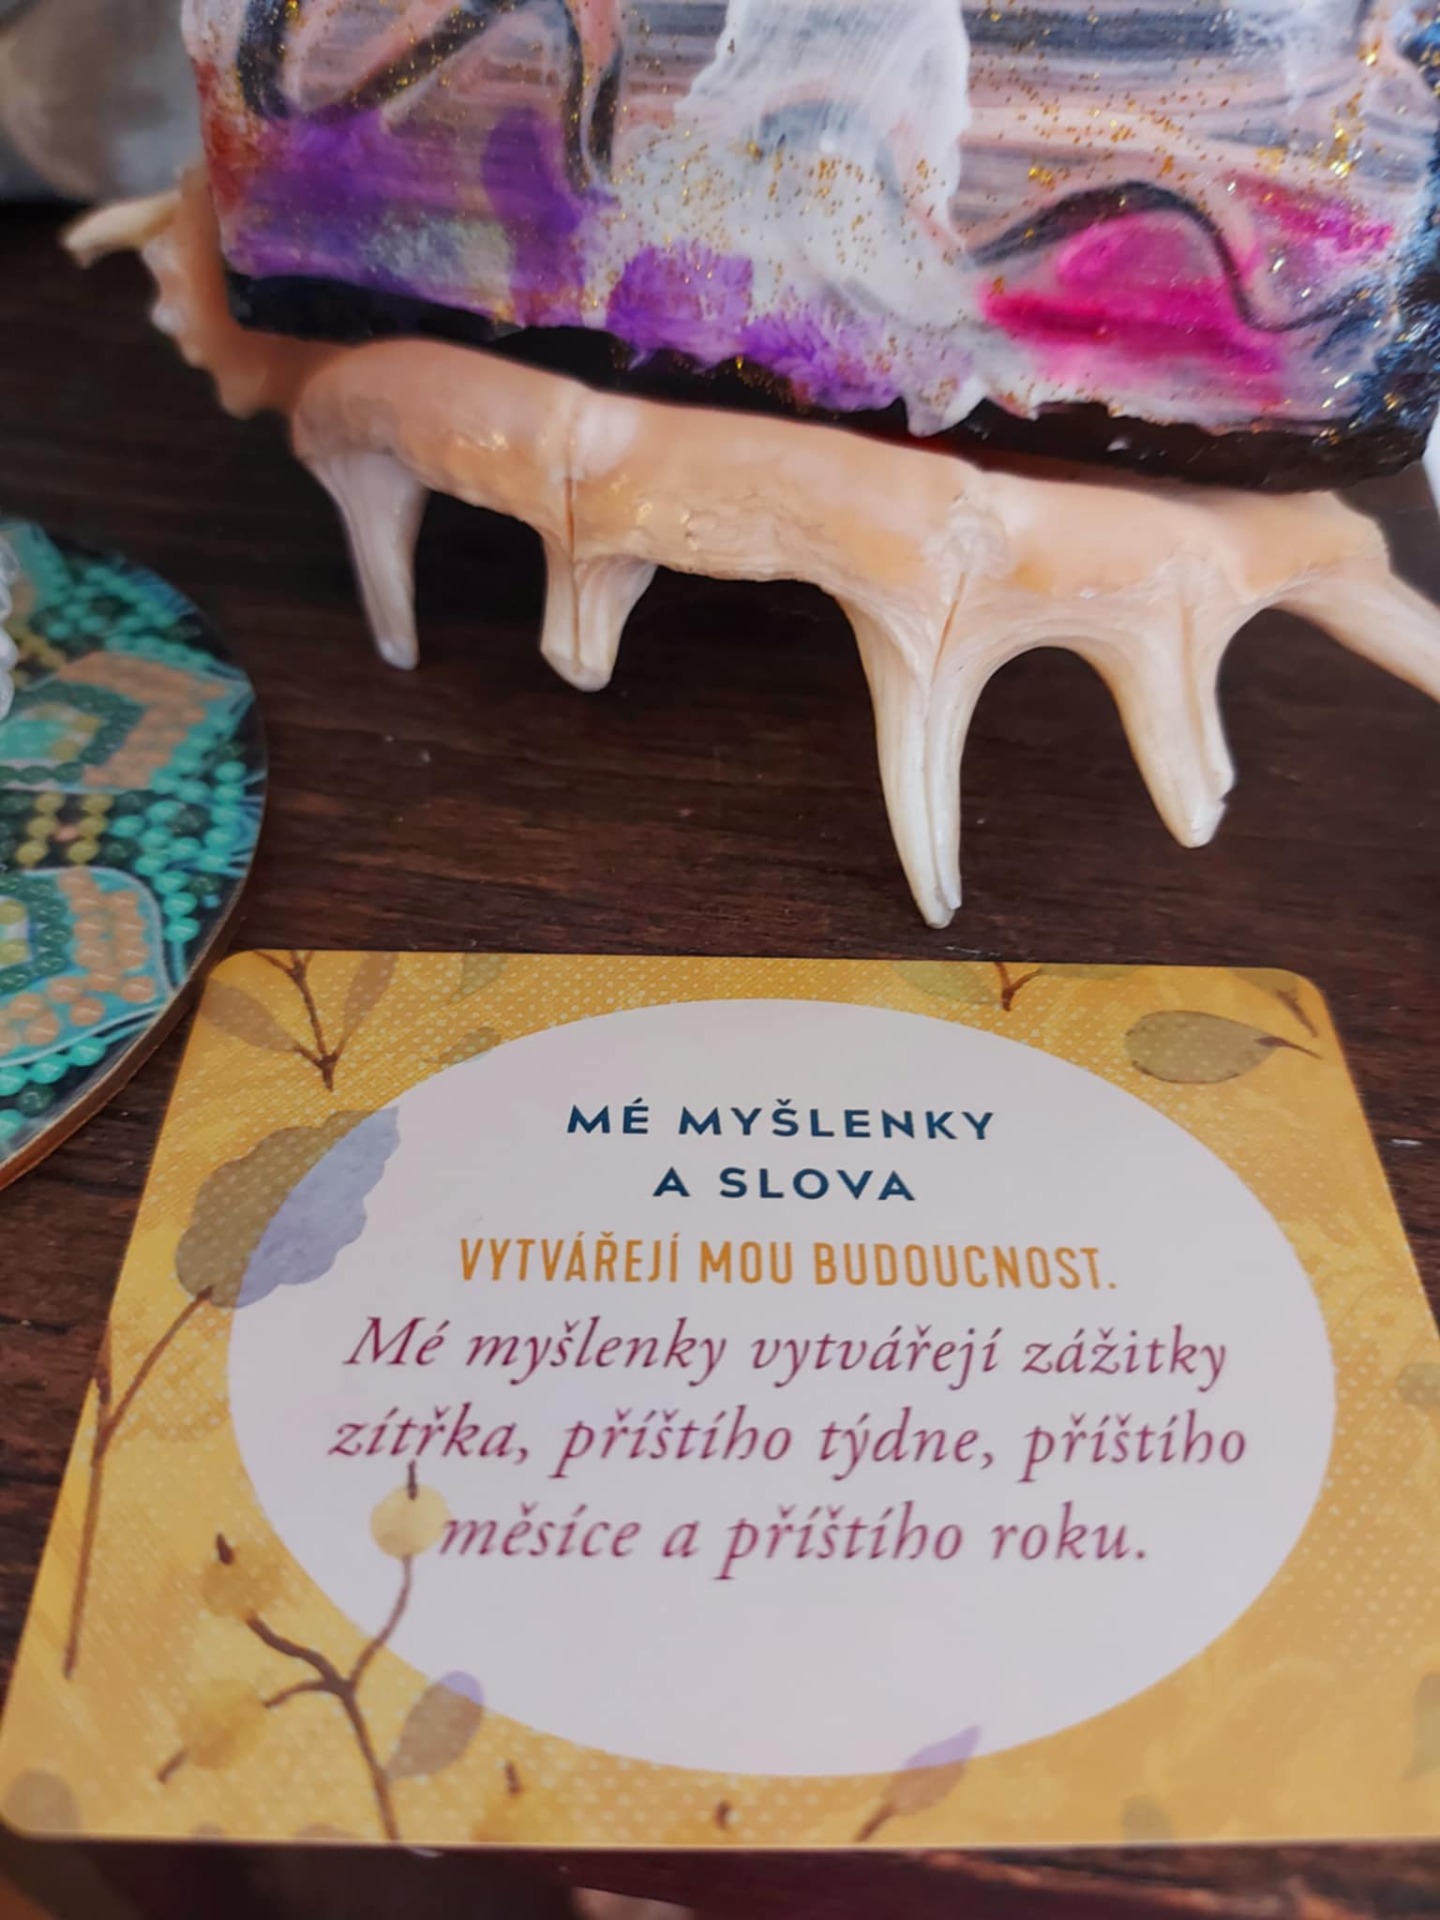 MÉ MYŠLENKY
A SLOVA
VYTVÁŘEJÍ MOU BUDOUCNOST.
Mé myšlenky vytvářejí zážitky
zítřka, příštího týdne, příštího
měsíce a příštího roku.